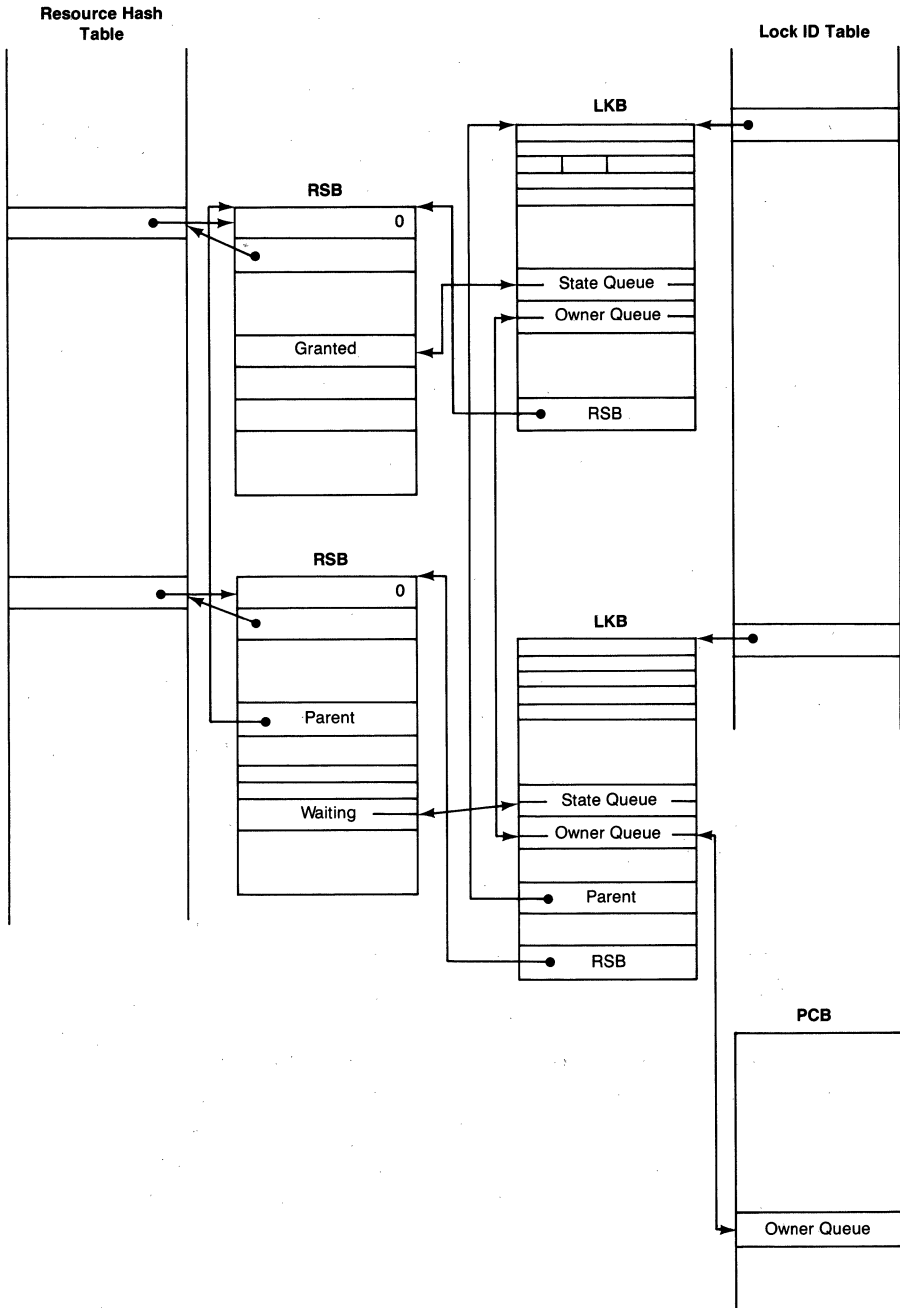 Resource Hash
Table
Lock ID Table
LKB
RSB
0
State Queue
Owner Queue
Granted
RSB
RSB
0
LKB
Parent
State Queue
Waiting
Owner Queue
Parent
RSB
PCB
Owner Queue